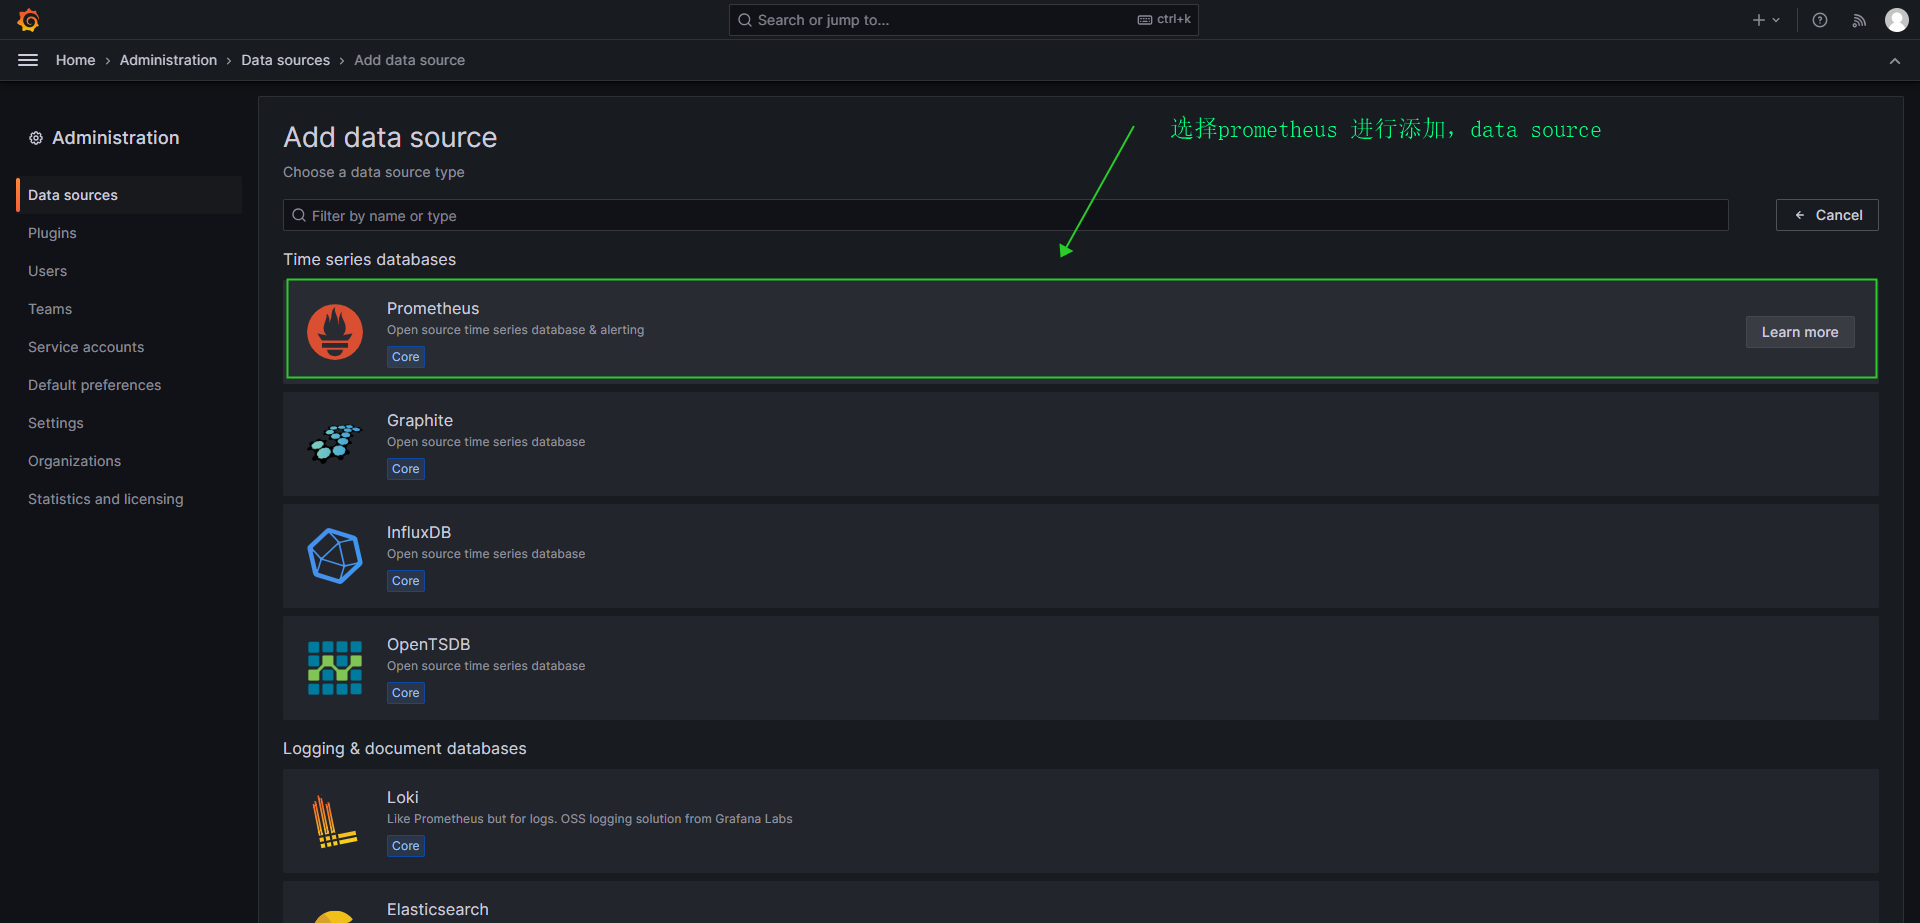 Search or jump to...
ctrl+k
Home › Administration › Data sources › Add data source
Administration
Data sources
Plugins
Users
Teams
Service accounts
Default preferences
Settings
Organizations
Statistics and licensing
Add data source
选择prometheus 进行添加，data source
Choose a data source type
Filter by name or type
Cancel
Time series databases
Prometheus
Open source time series database & alerting
Core
Learn more
Graphite
Open source time series database
Core
InfluxDB
Open source time series database
Core
OpenTSDB
Open source time series database
Core
Logging & document databases
Loki
Like Prometheus but for logs. OSS logging solution from Grafana Labs
Core
Elasticsearch